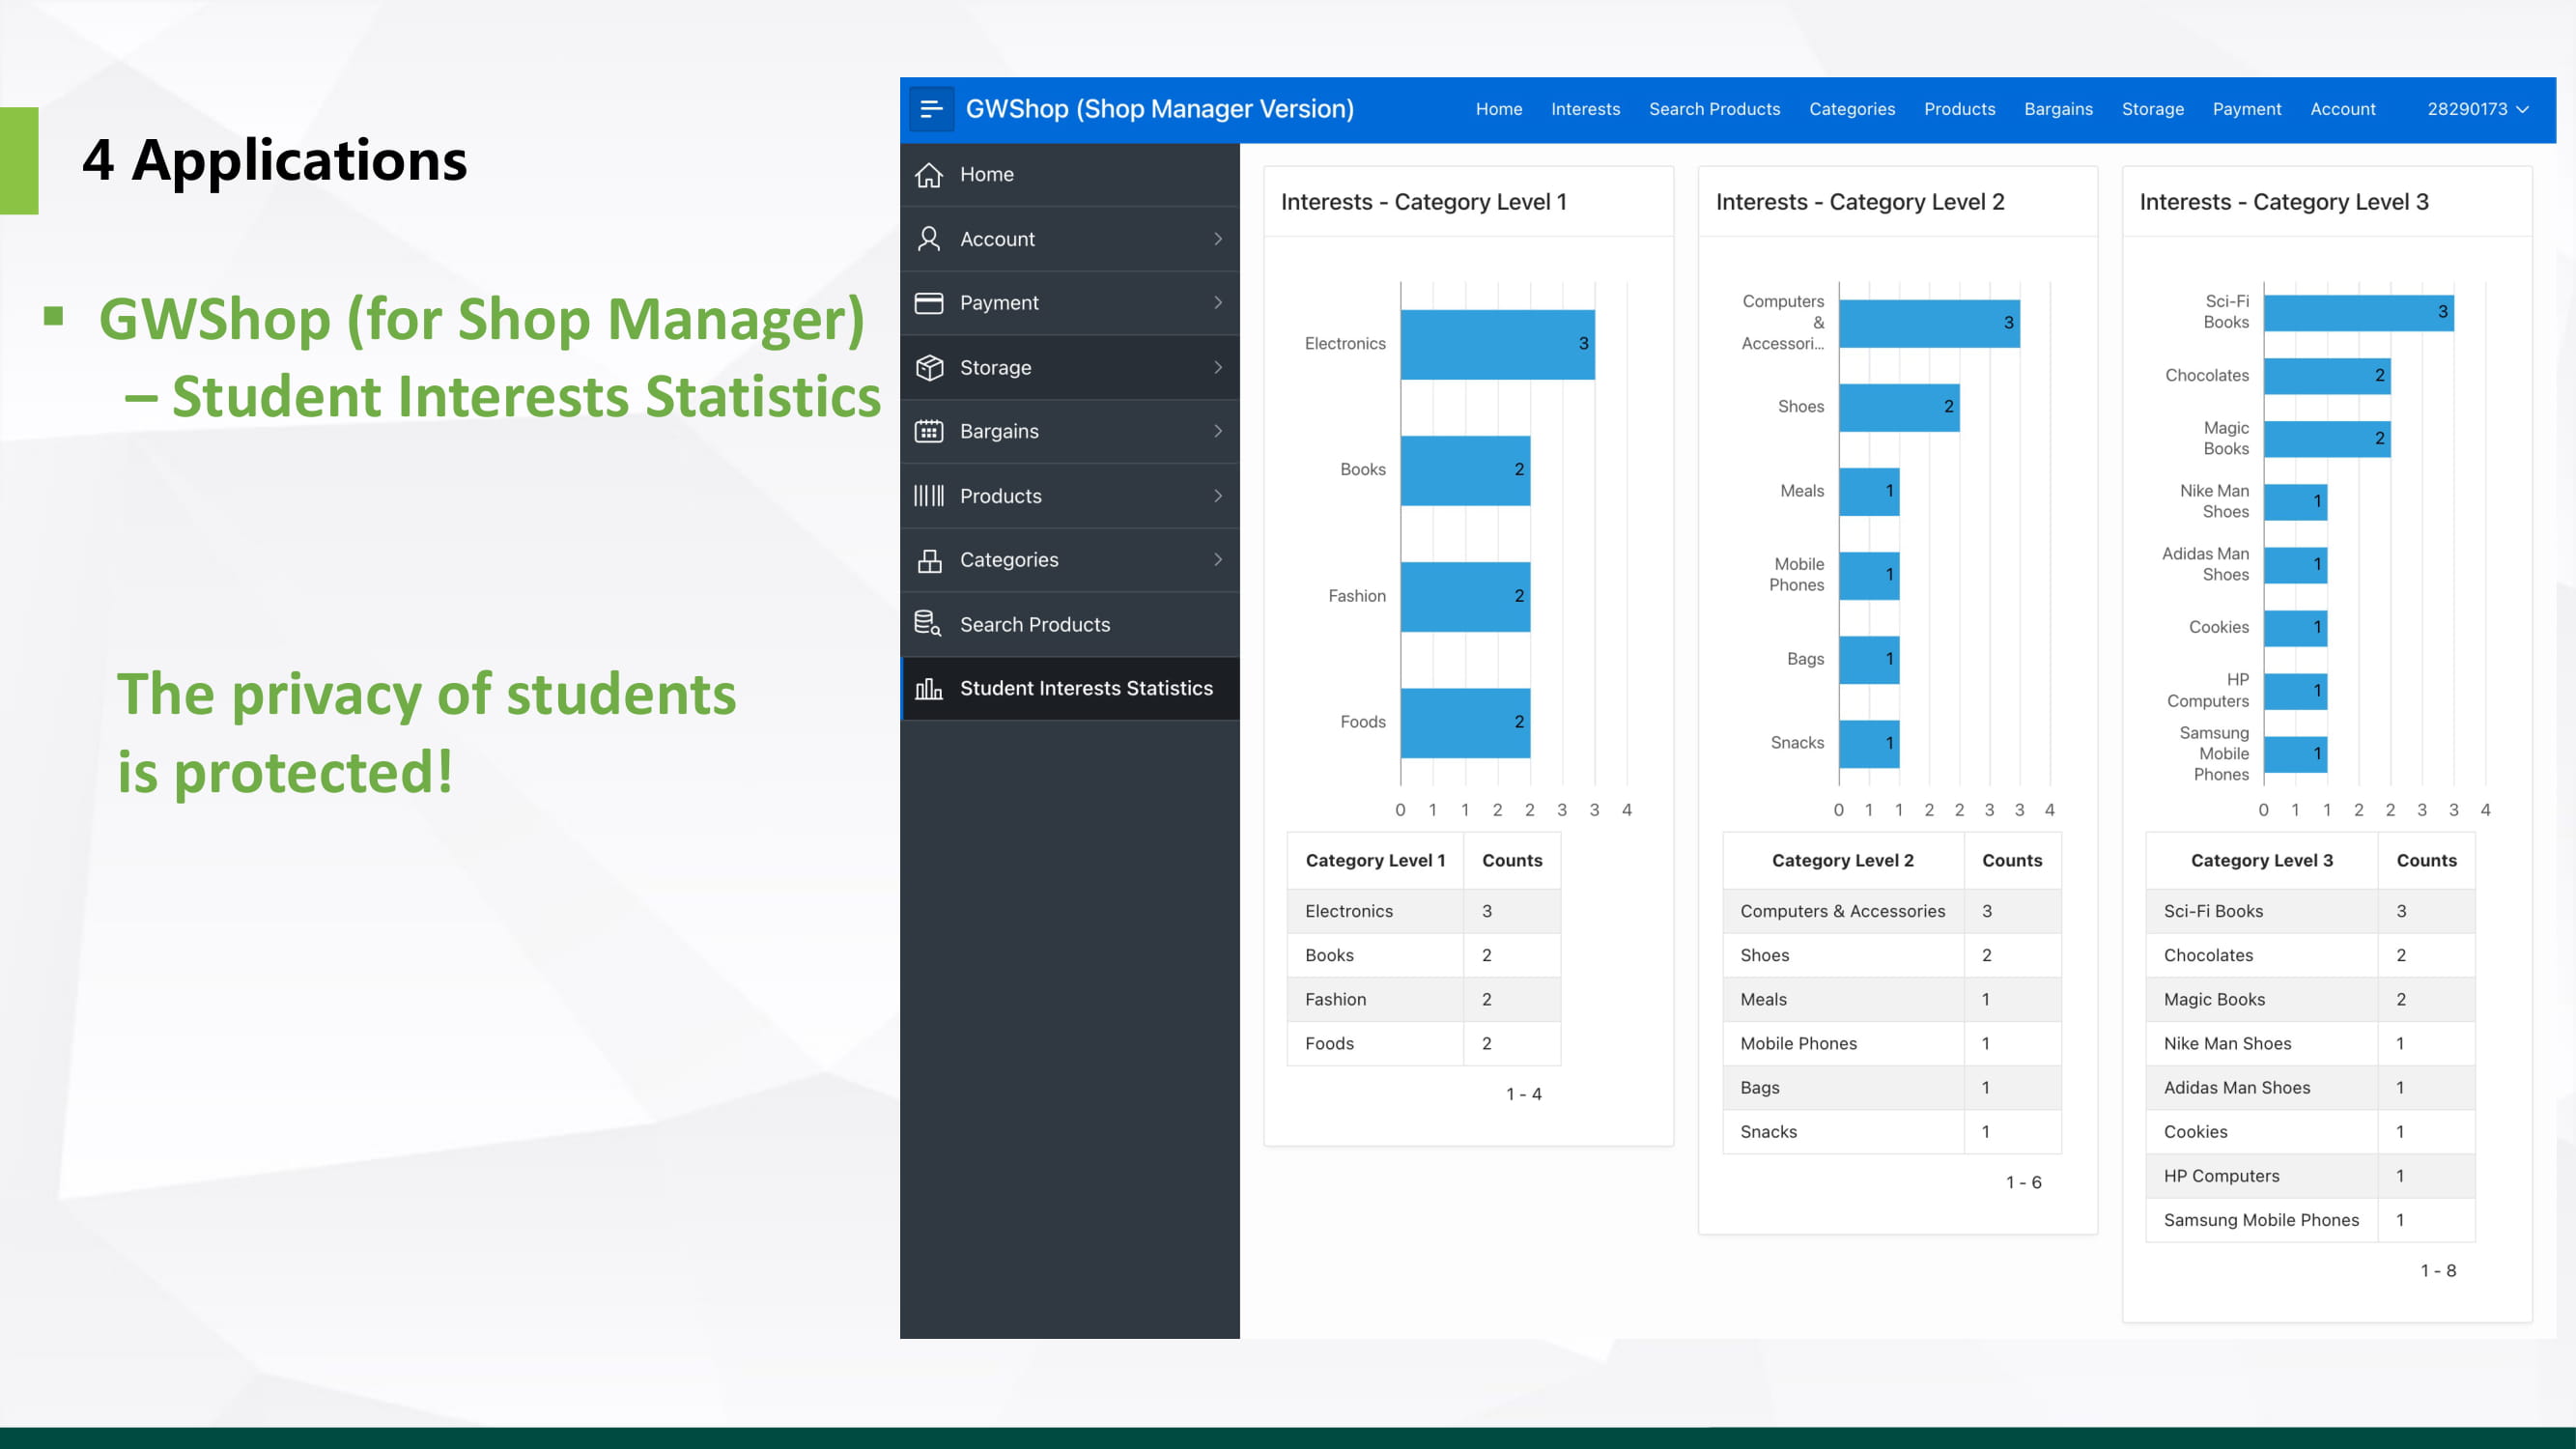 4 Applications
▪ GWShop (for Shop Manager)
– Student Interests Statistics
The privacy of students
is protected!
GWShop (Shop Manager Version)
Home Interests Search Products Categories Products Bargains Storage Payment Account 28290173
Home
Account
Payment
Storage
Bargains
Products
Categories
Search Products
Student Interests Statistics
Interests - Category Level 1
Electronics 3
Books 2
Fashion 2
Foods 2
0 1 1 2 2 3 3 4
Category Level 1 Counts
Electronics 3
Books 2
Fashion 2
Foods 2
1 - 4
Interests - Category Level 2
Computers
&
Accessori...
3
Shoes 2
Meals 1
Mobile
Phones
1
Bags 1
Snacks 1
0 1 1 2 2 3 3 4
Category Level 2 Counts
Computers & Accessories 3
Shoes 2
Meals 1
Mobile Phones 1
Bags 1
Snacks 1
1 - 6
Interests - Category Level 3
Sci-Fi
Books
3
Chocolates 2
Magic
Books
2
Nike Man
Shoes
1
Adidas Man
Shoes
1
Cookies 1
HP
Computers
1
Samsung
Mobile
Phones
1
0 1 1 2 2 3 3 4
Category Level 3 Counts
Sci-Fi Books 3
Chocolates 2
Magic Books 2
Nike Man Shoes 1
Adidas Man Shoes 1
Cookies 1
HP Computers 1
Samsung Mobile Phones 1
1 - 8